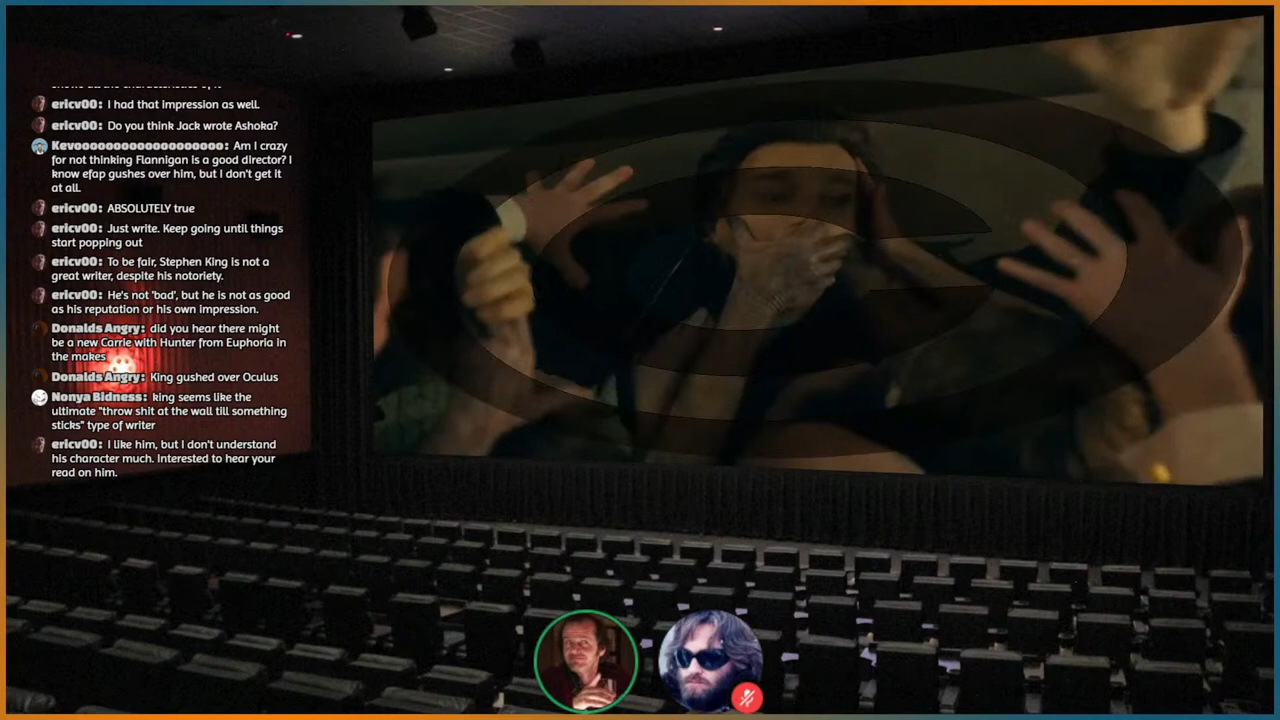 ericv00: I had that impression as well.
ericv00: Do you think Jack wrote Ashoka?
Kevooooooooooooooooooo: Am I crazy
for not thinking Flannigan is a good director? I
know efap gushes over him, but I don't get it
at all.
ericv00: ABSOLUTELY true
ericv00: Just write. Keep going until things
start popping out
ericv00: To be fair, Stephen King is not a
great writer, despite his notoriety.
ericv00: He's not 'bad', but he is not as good
as his reputation or his own impression.
Donalds Angry: did you hear there might
be a new Carrie with Hunter from Euphoria in
the makes
Donalds Angry: King gushed over Oculus
Nonya Bidness: king seems like the
ultimate "throw shit at the wall till something
sticks" type of writer
ericv00: I like him, but I don't understand
his character much. Interested to hear your
read on him.